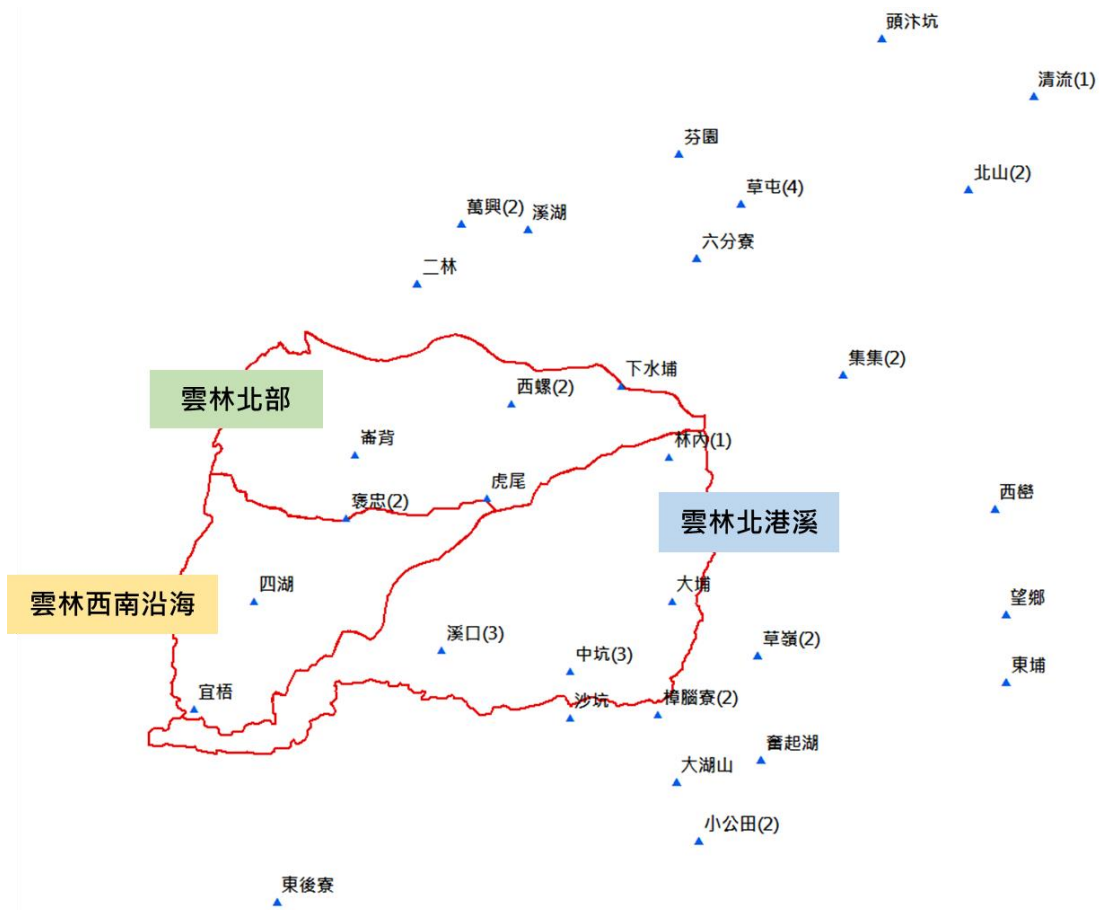 頭汴坑
清流(1)
芬園
北山(2)
草屯(4)
萬興(2)
溪湖
六分寮
二林
集集(2)
下水埔
西螺(2)
雲林北部
崙背
林內(1)
虎尾
西巒
褒忠(2)
雲林北港溪
四湖
大埔
雲林西南沿海
望鄉
溪口(3)
草嶺(2)
中坑(3)
東埔
宜梧
沙坑
樟腦寮(2)
奮起湖
大湖山
小公田(2)
東後寮